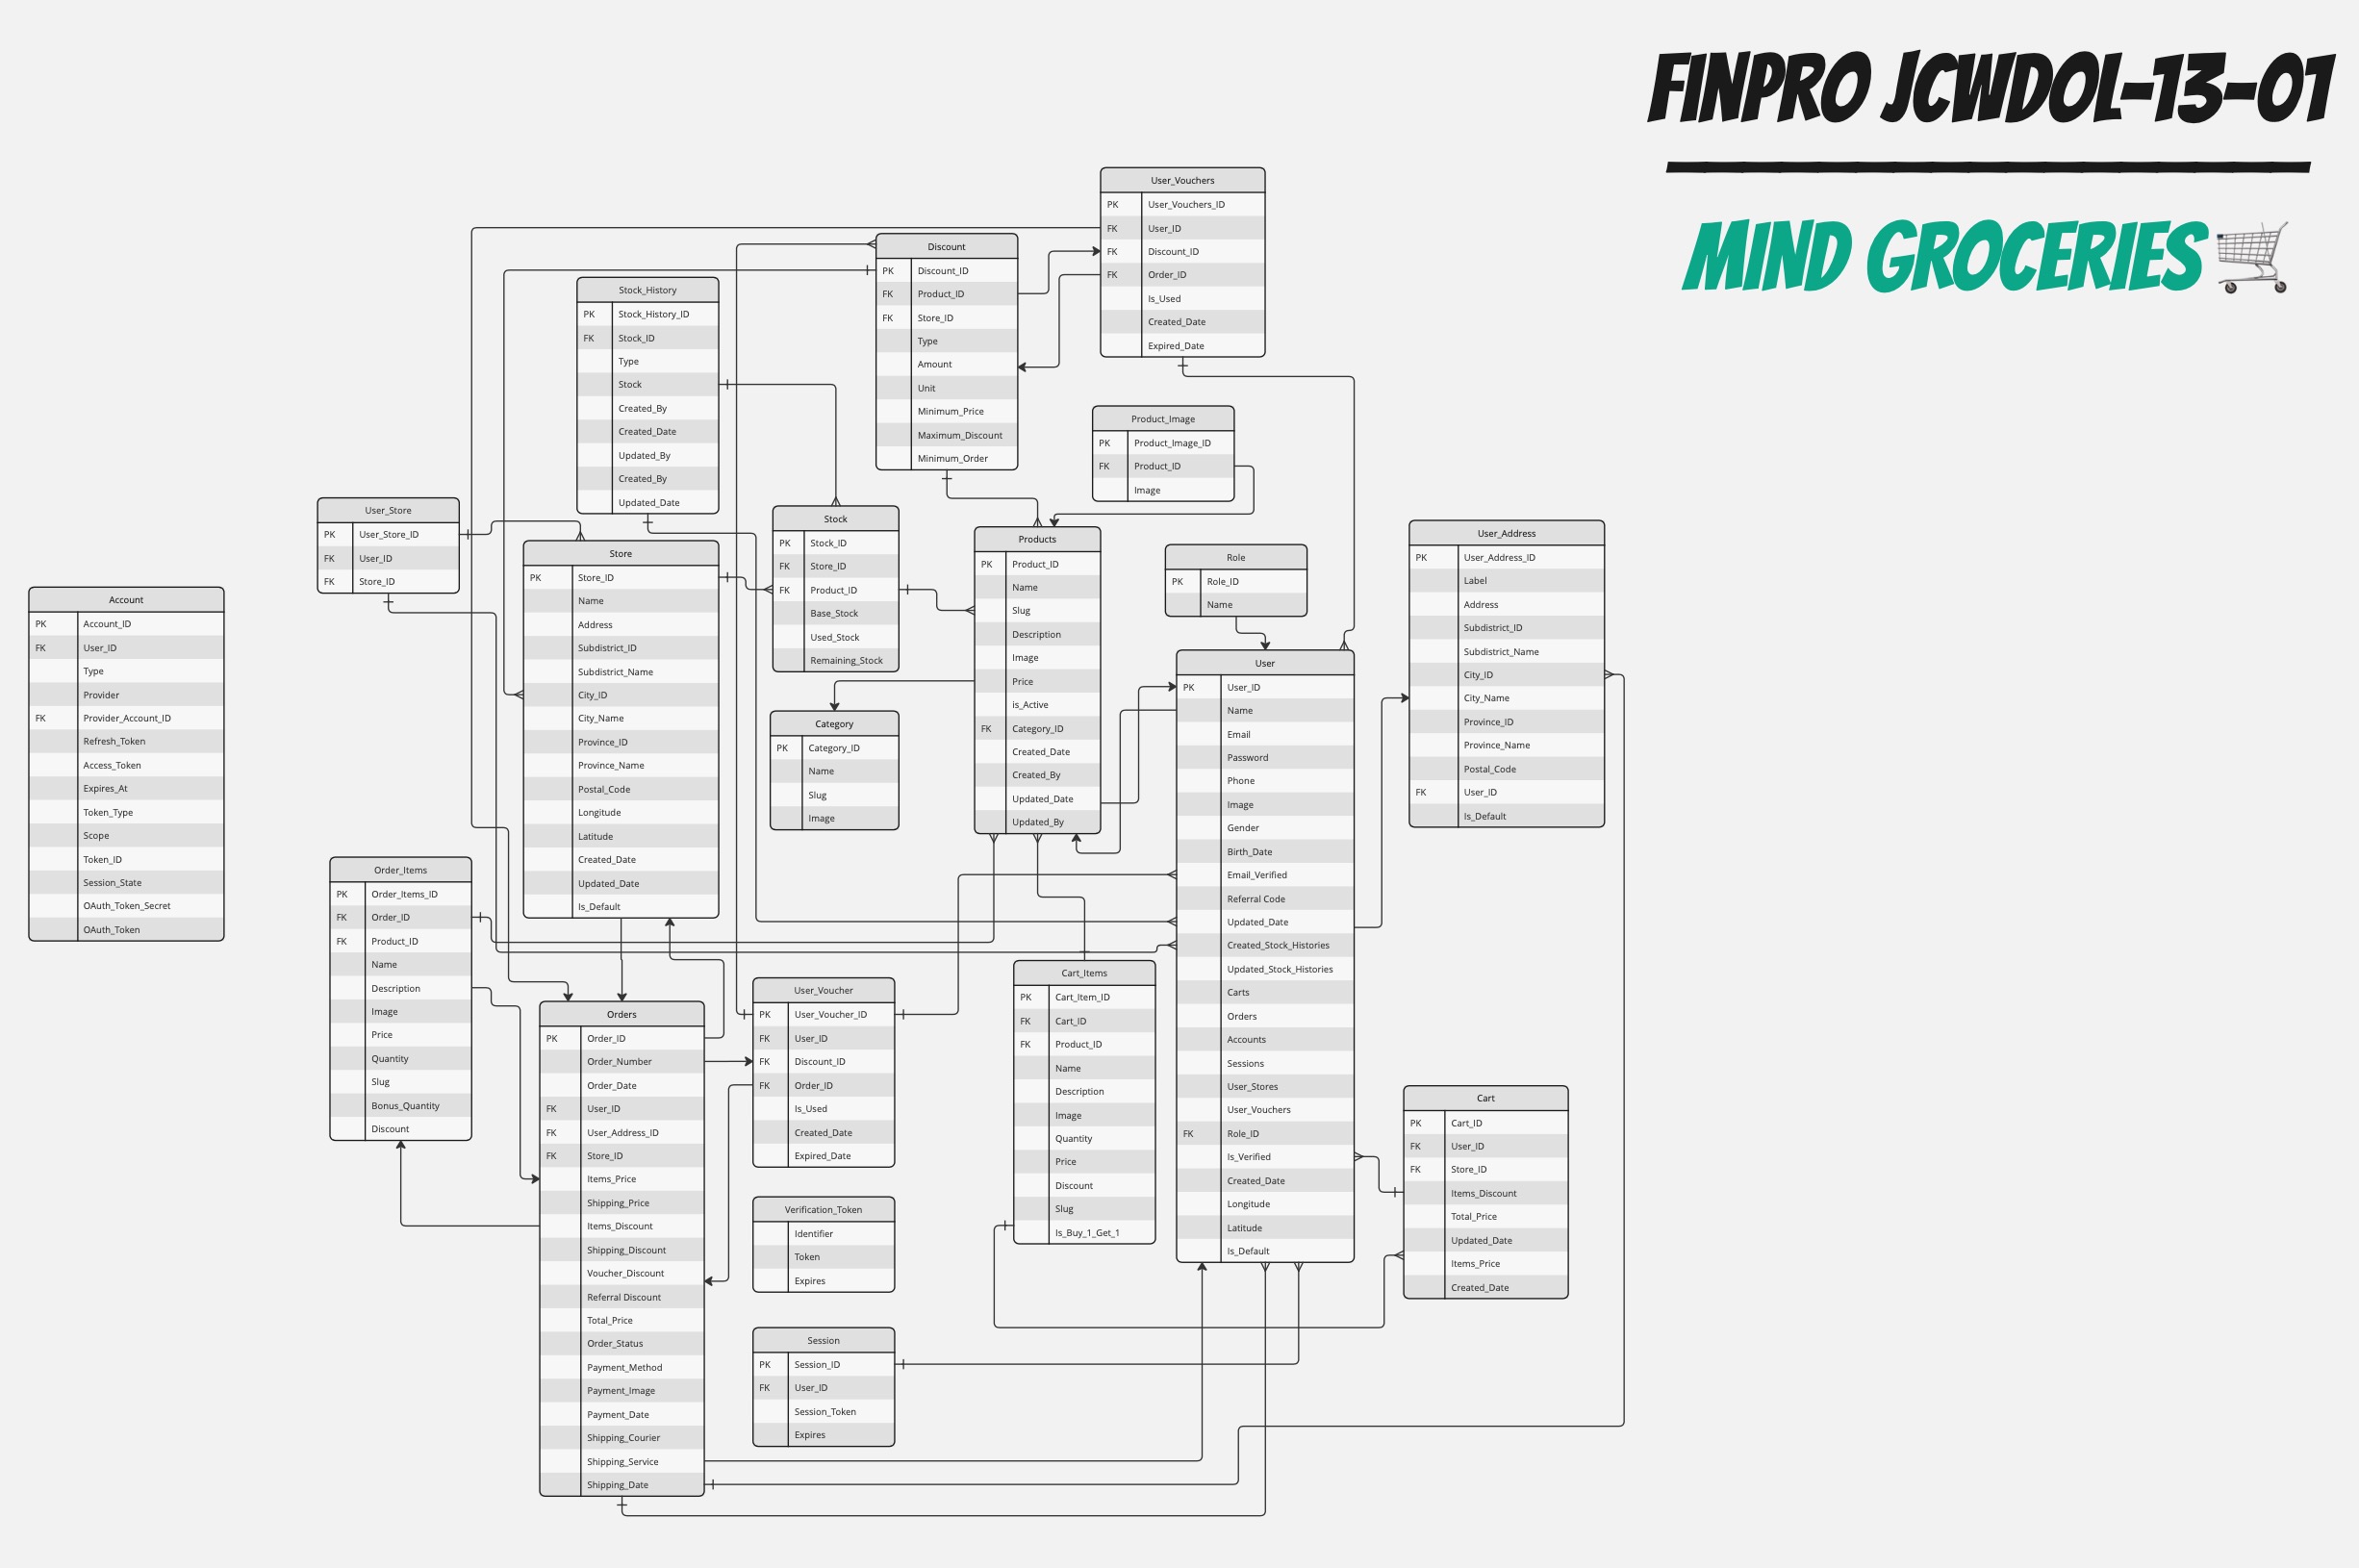 FINPRO JCWDOL-13-01
MIND GROCERIES
User_Vouchers
PK User_Vouchers_ID
FK User_ID
FK Discount_ID
FK Order_ID
Is_Used
Created_Date
Expired_Date
Discount
PK Discount_ID
FK Product_ID
FK Store_ID
Type
Amount
Unit
Minimum_Price
Maximum_Discount
Minimum_Order
Stock_History
PK Stock_History_ID
FK Stock_ID
Type
Stock
Created_By
Created_Date
Updated_By
Created_By
Updated_Date
Product_Image
PK Product_Image_ID
FK Product_ID
Image
User_Store
PK User_Store_ID
FK User_ID
FK Store_ID
Stock
PK Stock_ID
FK Store_ID
FK Product_ID
Base_Stock
Used_Stock
Remaining_Stock
Products
PK Product_ID
Name
Slug
Description
Image
Price
is_Active
FK Category_ID
Created_Date
Created_By
Updated_Date
Updated_By
Role
PK Role_ID
Name
User_Address
PK User_Address_ID
Label
Address
Subdistrict_ID
Subdistrict_Name
City_ID
City_Name
Province_ID
Province_Name
Postal_Code
FK User_ID
Is_Default
Store
PK Store_ID
Name
Address
Subdistrict_ID
Subdistrict_Name
City_ID
City_Name
Province_ID
Province_Name
Postal_Code
Longitude
Latitude
Created_Date
Updated_Date
Is_Default
Account
PK Account_ID
FK User_ID
Type
Provider
FK Provider_Account_ID
Refresh_Token
Access_Token
Expires_At
Token_Type
Scope
Token_ID
Session_State
OAuth_Token_Secret
OAuth_Token
Category
PK Category_ID
Name
Slug
Image
User
PK User_ID
Name
Email
Password
Phone
Image
Gender
Birth_Date
Email_Verified
Referral Code
Updated_Date
Created_Stock_Histories
Updated_Stock_Histories
Carts
Orders
Accounts
Sessions
User_Stores
User_Vouchers
FK Role_ID
Is_Verified
Created_Date
Longitude
Latitude
Is_Default
Order_Items
PK Order_Items_ID
FK Order_ID
FK Product_ID
Name
Description
Image
Price
Quantity
Slug
Bonus_Quantity
Discount
Orders
PK Order_ID
Order_Number
Order_Date
FK User_ID
FK User_Address_ID
FK Store_ID
Items_Price
Shipping_Price
Items_Discount
Shipping_Discount
Voucher_Discount
Referral Discount
Total_Price
Order_Status
Payment_Method
Payment_Image
Payment_Date
Shipping_Courier
Shipping_Service
Shipping_Date
User_Voucher
PK User_Voucher_ID
FK User_ID
FK Discount_ID
FK Order_ID
Is_Used
Created_Date
Expired_Date
Verification_Token
Identifier
Token
Expires
Session
PK Session_ID
FK User_ID
Session_Token
Expires
Cart_Items
PK Cart_Item_ID
FK Cart_ID
FK Product_ID
Name
Description
Image
Quantity
Price
Discount
Slug
Is_Buy_1_Get_1
Cart
PK Cart_ID
FK User_ID
FK Store_ID
Items_Discount
Total_Price
Updated_Date
Items_Price
Created_Date